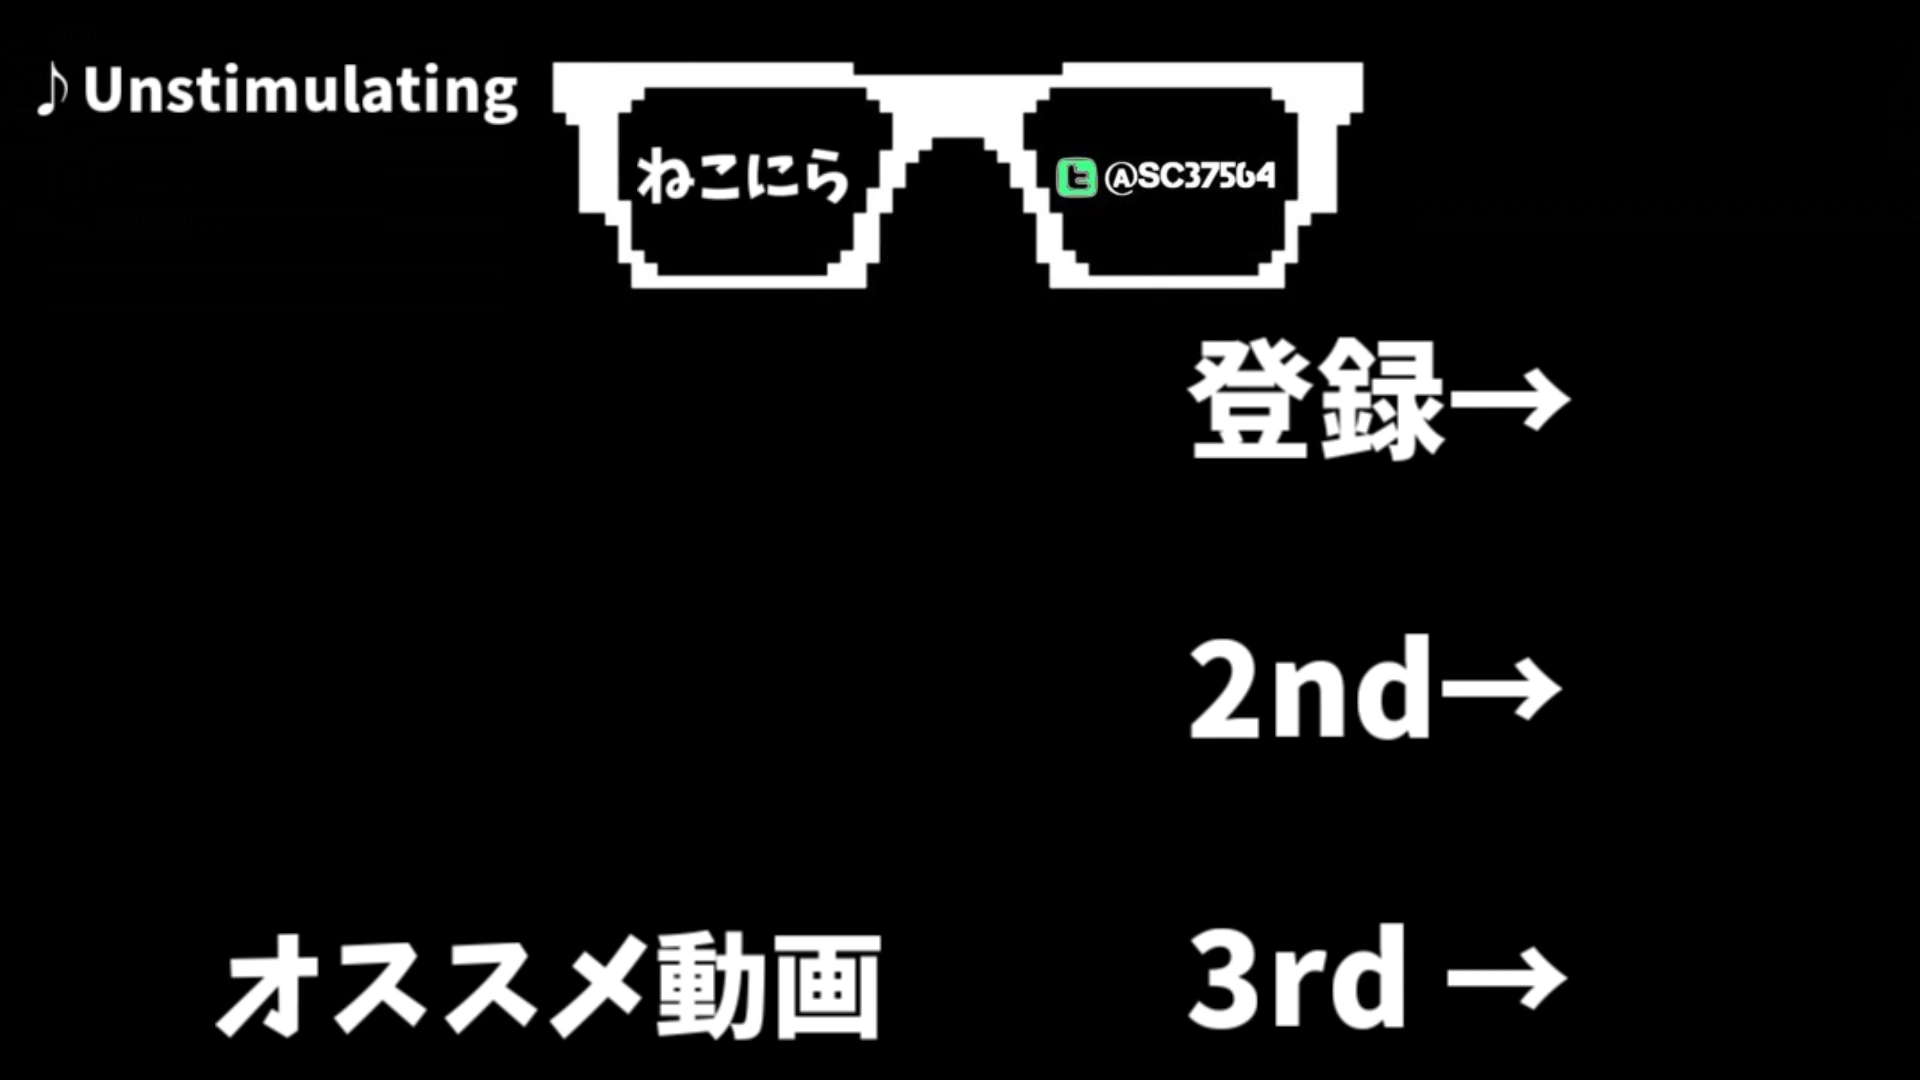 ♪Unstimulating
ねこにら
@SC37564
登録→
2nd→
オススメ動画
3rd →